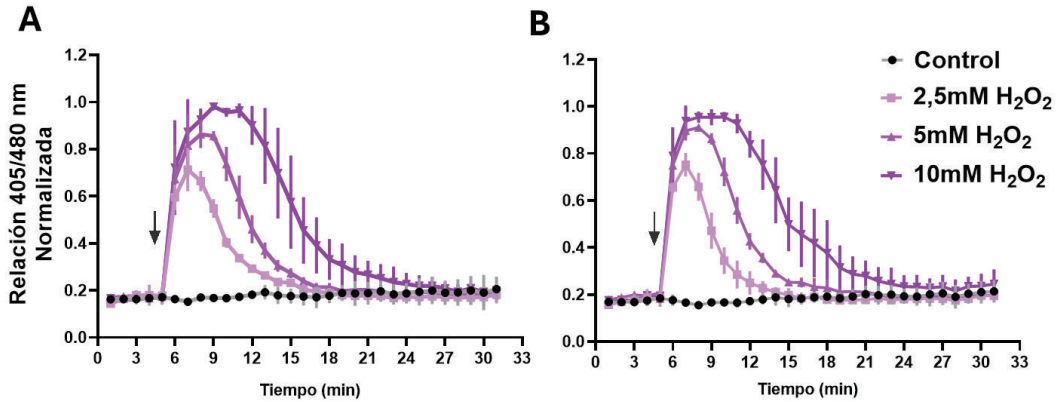 A
Relación 405/480 nm
Normalizada
1.2
1.0
0.8
0.6
0.4
0.2
0.0
0 3 6 9 12 15 18 21 24 27 30 33
Tiempo (min)
B
1.2
1.0
0.8
0.6
0.4
0.2
0.0
0 3 6 9 12 15 18 21 24 27 30 33
Tiempo (min)
Control
2,5mM H₂O₂
5mM H₂O₂
10mM H₂O₂